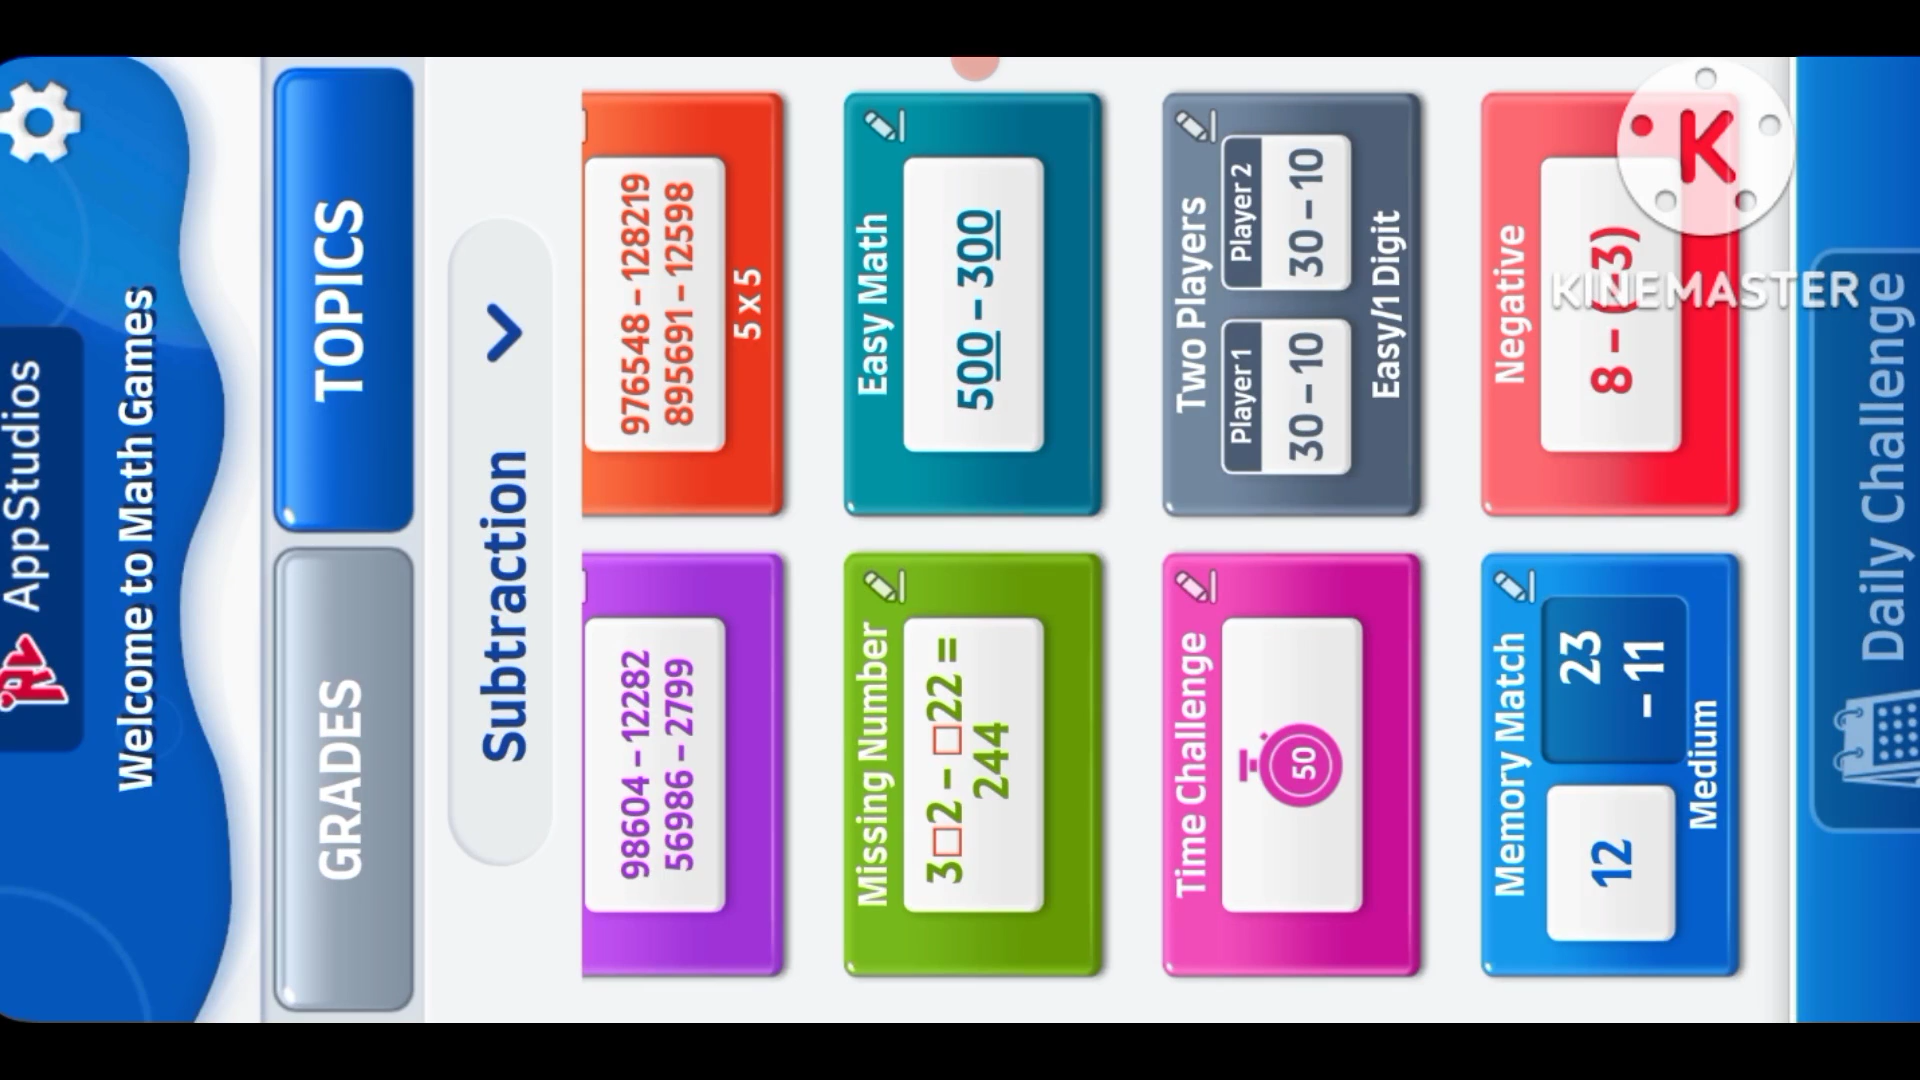 AppStudios
Welcome to Math Games
GRADES
TOPICS
Subtraction
98604 – 12282
56986 – 2799
976548 – 128219
895691 – 12598
5 x 5
Missing Number
3□2 – □22 =
244
Easy Math
500 – 300
Time Challenge
50
Two Players
Player 1
30 – 10
Player 2
30 – 10
Easy/1 Digit
Memory Match
12
23
– 11
Medium
Negative
8 – (-3)
K
KINEMASTER
Daily Challenge